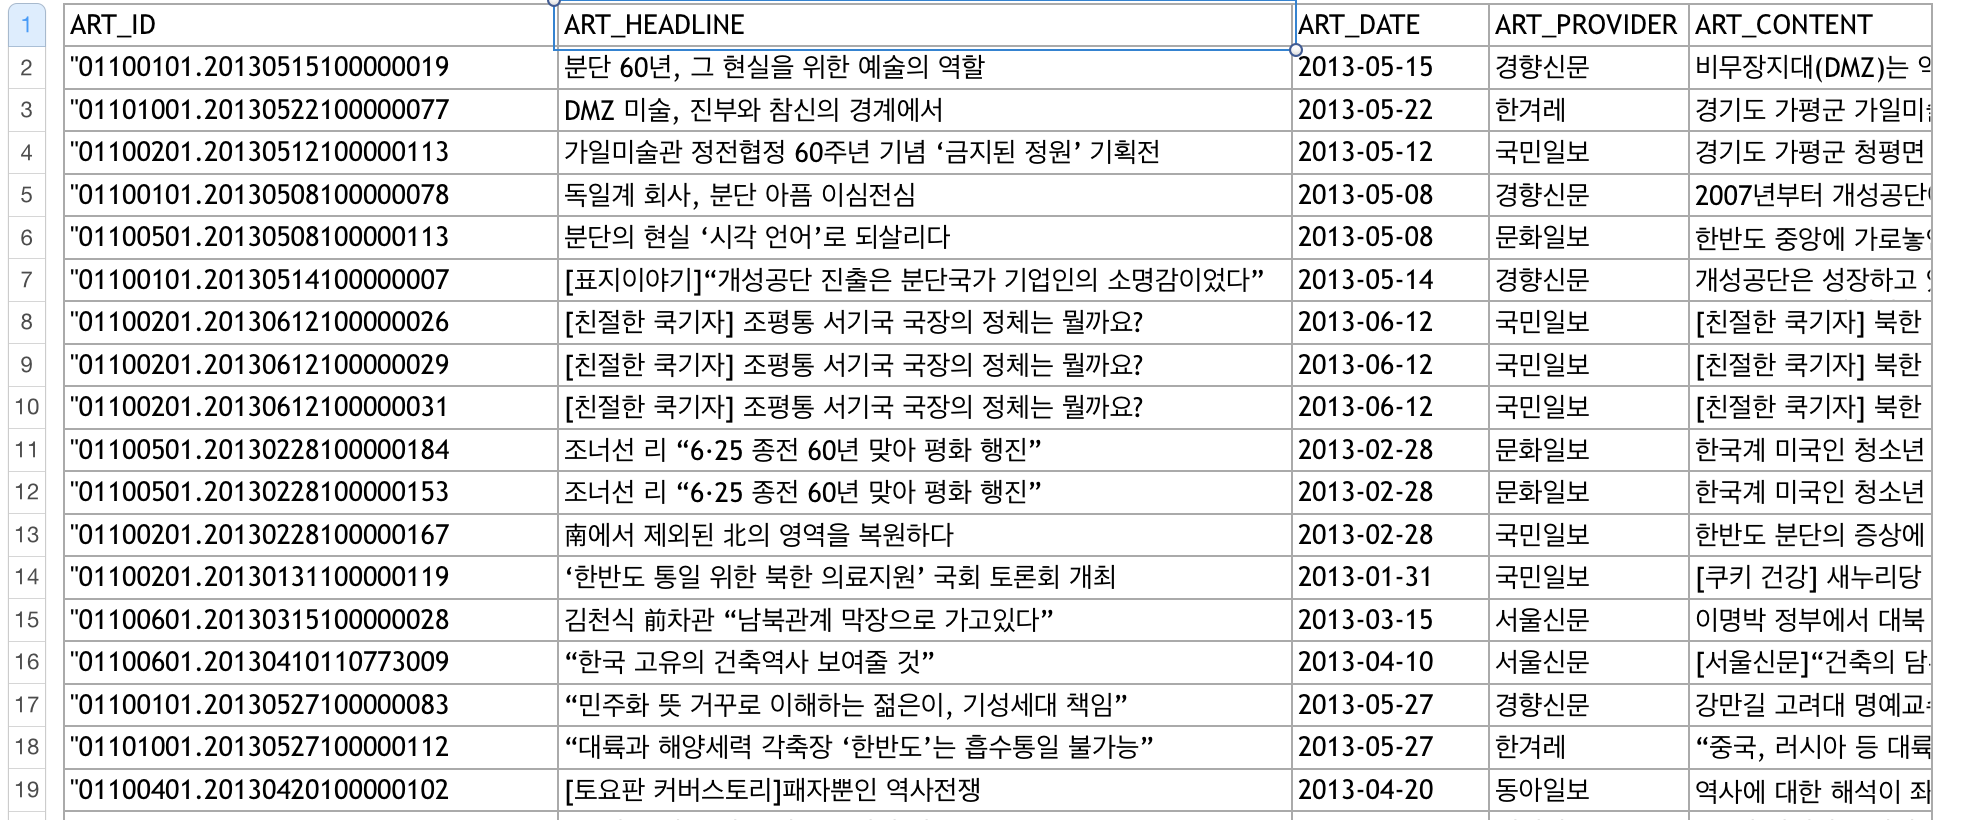 1 ART_ID ART_HEADLINE ART_DATE ART_PROVIDER ART_CONTENT
2 "01100101.20130515100000019 분단 60년, 그 현실을 위한 예술의 역할 2013-05-15 경향신문 비무장지대(DMZ)는
3 "01101001.20130522100000077 DMZ 미술, 진부와 참신의 경계에서 2013-05-22 한겨레 경기도 가평군
4 "01100201.20130512100000113 가일미술관 정전협정 60주년 기념 ‘금지된 정원’ 기획전 2013-05-12 국민일보 경기도 가평군 청평면
5 "01100101.20130508100000078 독일계 회사, 분단 아픔 이심전심 2013-05-08 경향신문 2007년부터 개성공단
6 "01100501.20130508100000113 분단의 현실 ‘시각 언어’로 되살리다 2013-05-08 문화일보 한반도 중앙에
7 "01100101.20130514100000007 [표지이야기]“개성공단 진출은 분단국가 기업인의 소명감이었다” 2013-05-14 경향신문 개성공단은 성장하고
8 "01100201.20130612100000026 [친절한 쿡기자] 조평통 서기국 국장의 정체는 뭘까요? 2013-06-12 국민일보 [친절한 쿡기자] 북한
9 "01100201.20130612100000029 [친절한 쿡기자] 조평통 서기국 국장의 정체는 뭘까요? 2013-06-12 국민일보 [친절한 쿡기자] 북한
10 "01100201.20130612100000031 [친절한 쿡기자] 조평통 서기국 국장의 정체는 뭘까요? 2013-06-12 국민일보 [친절한 쿡기자] 북한
11 "01100501.20130228100000184 조너선 리 “6·25 종전 60년 맞아 평화 행진” 2013-02-28 문화일보 한국계 미국인 청소년
12 "01100501.20130228100000153 조너선 리 “6·25 종전 60년 맞아 평화 행진” 2013-02-28 문화일보 한국계 미국인 청소년
13 "01100201.20130228100000167 南에서 제외된 北의 영역을 복원하다 2013-02-28 국민일보 한반도 분단의 증상에
14 "01100201.20130131100000119 ‘한반도 통일 위한 북한 의료지원’ 국회 토론회 개최 2013-01-31 국민일보 [쿠키 건강] 새누리당
15 "01100601.20130315100000028 김천식 前차관 “남북관계 막장으로 가고있다” 2013-03-15 서울신문 이명박 정부에서 대북
16 "01100601.20130410110773009 “한국 고유의 건축역사 보여줄 것” 2013-04-10 서울신문 [서울신문]“건축의
17 "01100101.20130527100000083 “민주화 뜻 거꾸로 이해하는 젊은이, 기성세대 책임” 2013-05-27 경향신문 강만길 고려대
18 "01101001.20130527100000112 “대륙과 해양세력 각축장 ‘한반도’는 흡수통일 불가능” 2013-05-27 한겨레 “중국, 러시아 등 대륙
19 "01100401.20130420100000102 [토요판 커버스토리]패자뿐인 역사전쟁 2013-04-20 동아일보 역사에 대한 해석이